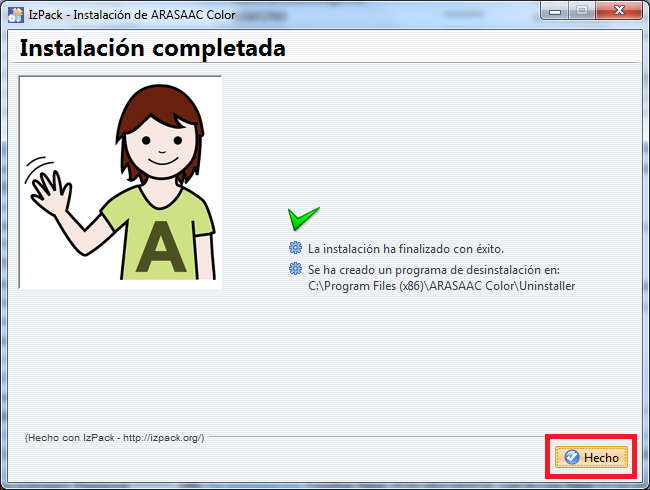 IzPack - Instalación de ARASAAC Color
Instalación completada
A
La instalación ha finalizado con éxito.
Se ha creado un programa de desinstalación en:
C:\Program Files (x86)\ARASAAC Color\Uninstaller
(Hecho con IzPack - http://izpack.org/)
Hecho